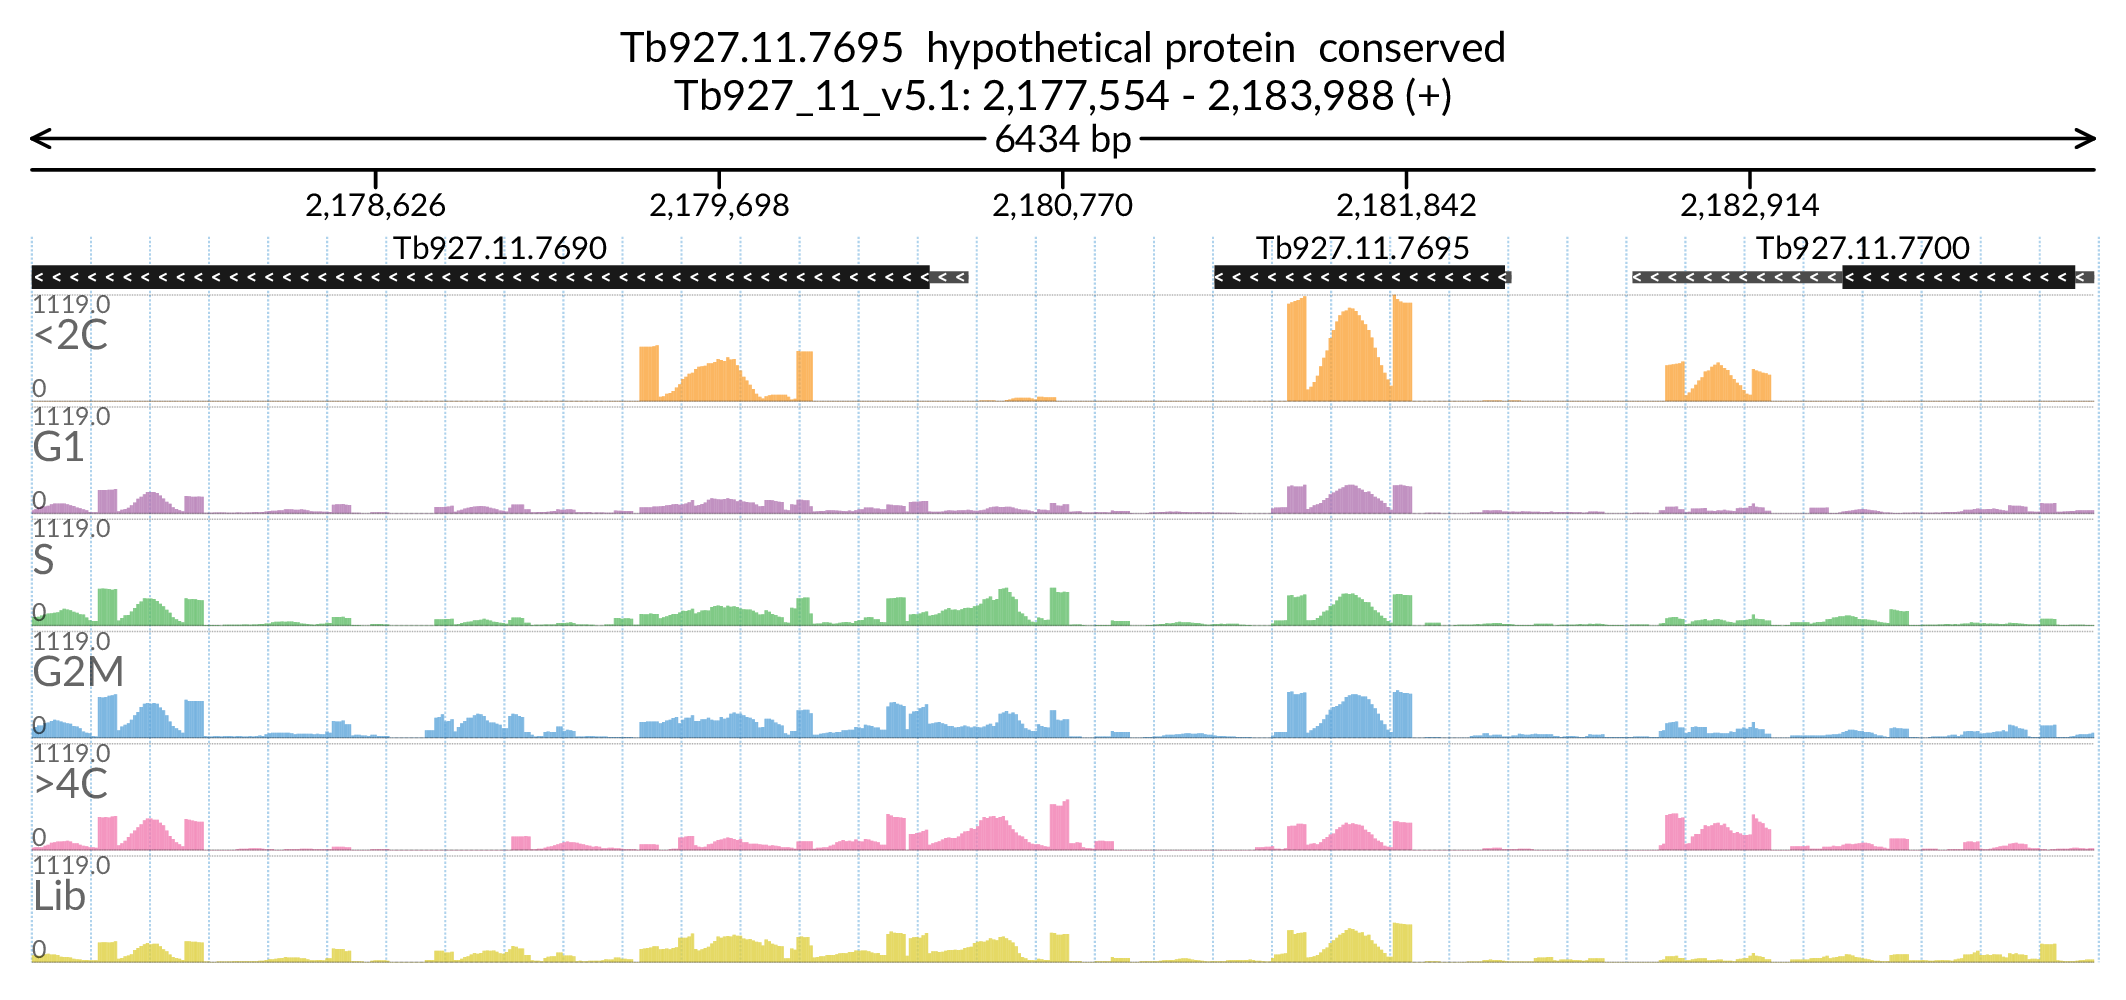 Tb927.11.7695 hypothetical protein conserved
Tb927_11_v5.1: 2,177,554 - 2,183,988 (+)
6434 bp
2,178,626 2,179,698 2,180,770 2,181,842 2,182,914
Tb927.11.7690 Tb927.11.7695 Tb927.11.7700
1119.0
<2C
0
1119.0
G1
0
1119.0
S
0
1119.0
G2M
0
1119.0
>4C
0
1119.0
Lib
0